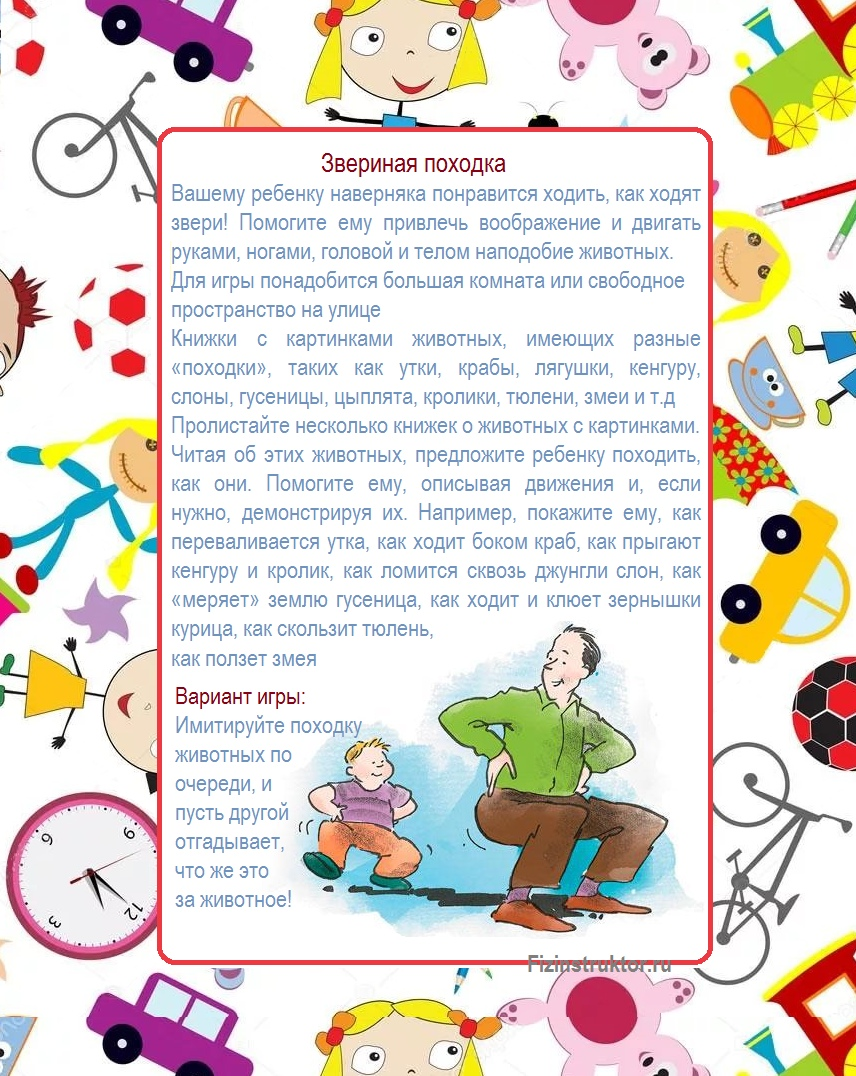 Звериная походка
Вашему ребенку наверняка понравится ходить, как ходят
звери! Помогите ему привлечь воображение и двигать
руками, ногами, головой и телом наподобие животных.
Для игры понадобится большая комната или свободное
пространство на улице
Книжки с картинками животных, имеющих разные
«походки», таких как утки, крабы, лягушки, кенгуру,
слоны, гусеницы, цыплята, кролики, тюлени, змеи и т.д
Пролистайте несколько книжек о животных с картинками.
Читая об этих животных, предложите ребенку походить,
как они. Помогите ему, описывая движения и, если
нужно, демонстрируя их. Например, покажите ему, как
переваливается утка, как ходит боком краб, как прыгают
кенгуру и кролик, как ломится сквозь джунгли слон, как
«меряет» землю гусеница, как ходит и клюет зернышки
курица, как скользит тюлень,
как ползет змея
Вариант игры:
Имитируйте походку
животных по
очереди, и
пусть другой
отгадывает,
что же это
за животное!
9
6
3
12
Fizinstruktor.ru